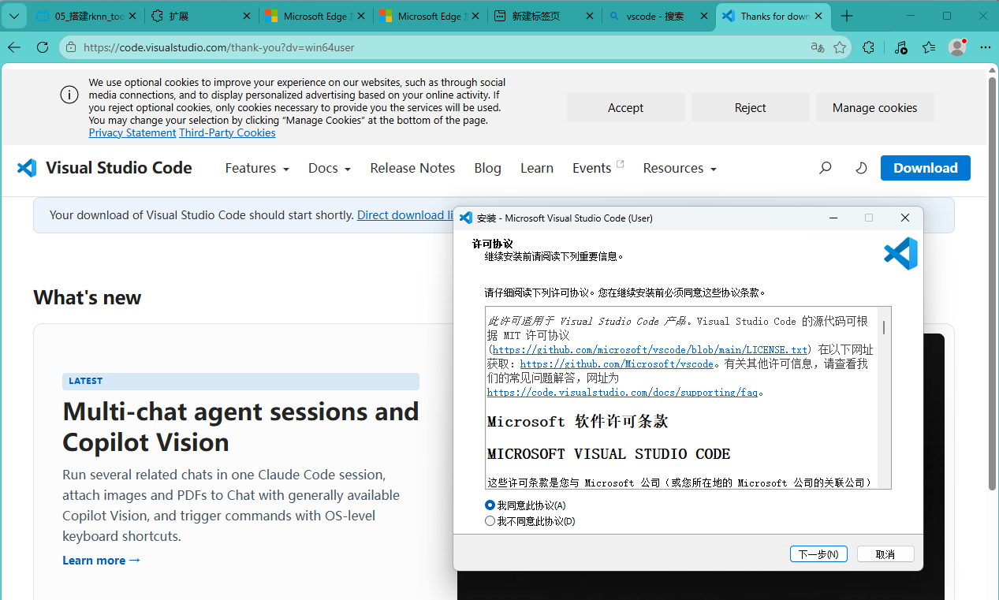 05_搭建rknn_too
扩展
Microsoft Edge
Microsoft Edge
新建标签页
vscode - 搜索
Thanks for down
https://code.visualstudio.com/thank-you?dv=win64user
We use optional cookies to improve your experience on our websites, such as through social
media connections, and to display personalized advertising based on your online activity. If
you reject optional cookies, only cookies necessary to provide you the services will be used.
You may change your selection by clicking “Manage Cookies” at the bottom of the page.
Privacy Statement Third-Party Cookies
Accept
Reject
Manage cookies
Visual Studio Code
Features
Docs
Release Notes
Blog
Learn
Events
Resources
Download
Your download of Visual Studio Code should start shortly. Direct download li
What's new
LATEST
Multi-chat agent sessions and
Copilot Vision
Run several related chats in one Claude Code session,
attach images and PDFs to Chat with generally available
Copilot Vision, and trigger commands with OS-level
keyboard shortcuts.
Learn more →
安装 - Microsoft Visual Studio Code (User)
许可协议
继续安装前请阅读下列重要信息。
请仔细阅读下列许可协议。您在继续安装前必须同意这些协议条款。
此许可适用于 Visual Studio Code 产品。Visual Studio Code 的源代码可根
据 MIT 许可协议
(https://github.com/microsoft/vscode/blob/main/LICENSE.txt) 在以下网址
获取：https://github.com/Microsoft/vscode。有关其他许可信息，请查看我
们的常见问题解答，网址为
https://code.visualstudio.com/docs/supporting/faq。
Microsoft 软件许可条款
MICROSOFT VISUAL STUDIO CODE
这些许可条款是您与 Microsoft 公司（或您所在地的 Microsoft 公司的关联公司）
我同意此协议(A)
我不同意此协议(D)
下一步(N)
取消